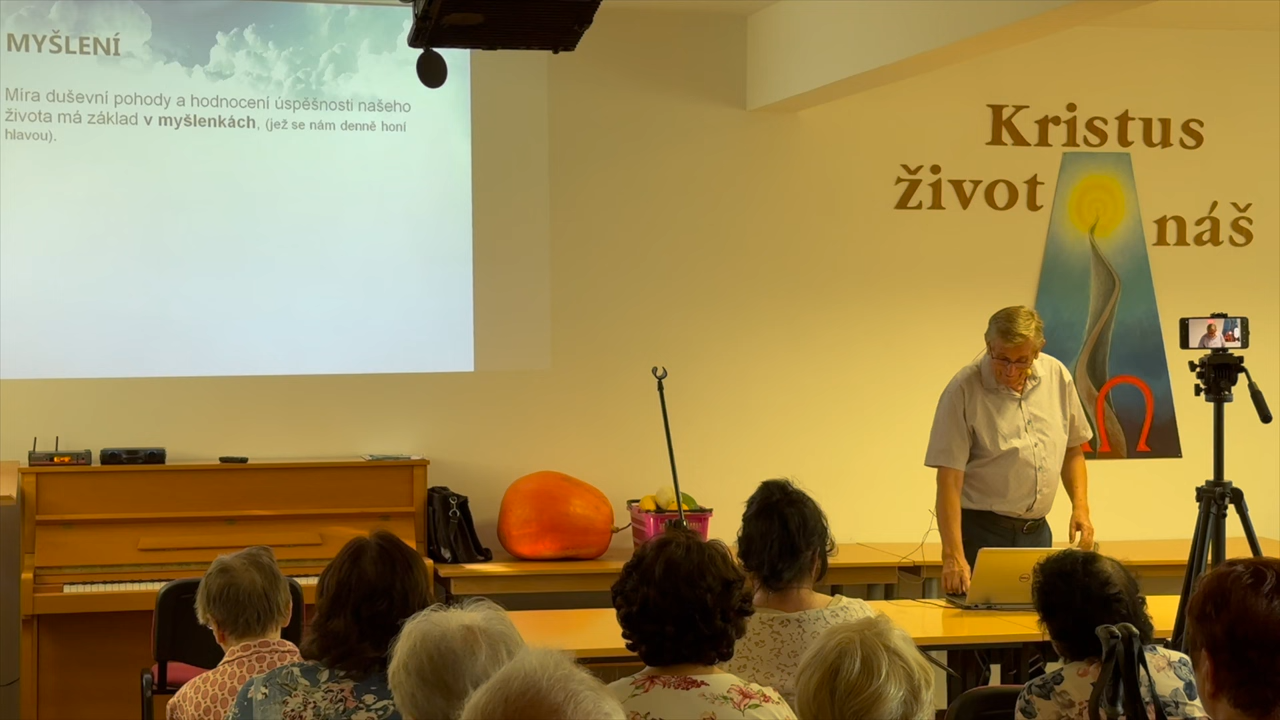 MYŠLENÍ
Míra duševní pohody a hodnocení úspěšnosti našeho
života má základ v myšlenkách, (jež se nám denně honí
hlavou).
Kristus
život
náš
DELL